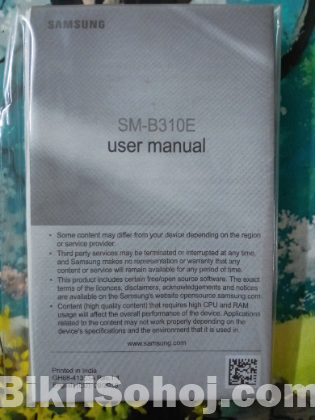 SAMSUNG
SM-B310E
user manual
• Some content may differ from your device depending on the region
or service provider.
• Third party services may be terminated or interrupted at any time,
and Samsung makes no representation or warranty that any
content or service will remain available for any period of time.
• This product includes certain free/open source software. The exact
terms of the licences, disclaimers, acknowledgements and notices
are available on the Samsung's website opensource.samsung.com.
• Content (high quality content) that requires high CPU and RAM
usage will affect the overall performance of the device. Applications
related to the content may not work properly depending on the
device's specifications and the environment that it is used in.
www.samsung.com
Printed in India
BikriSohoj.com